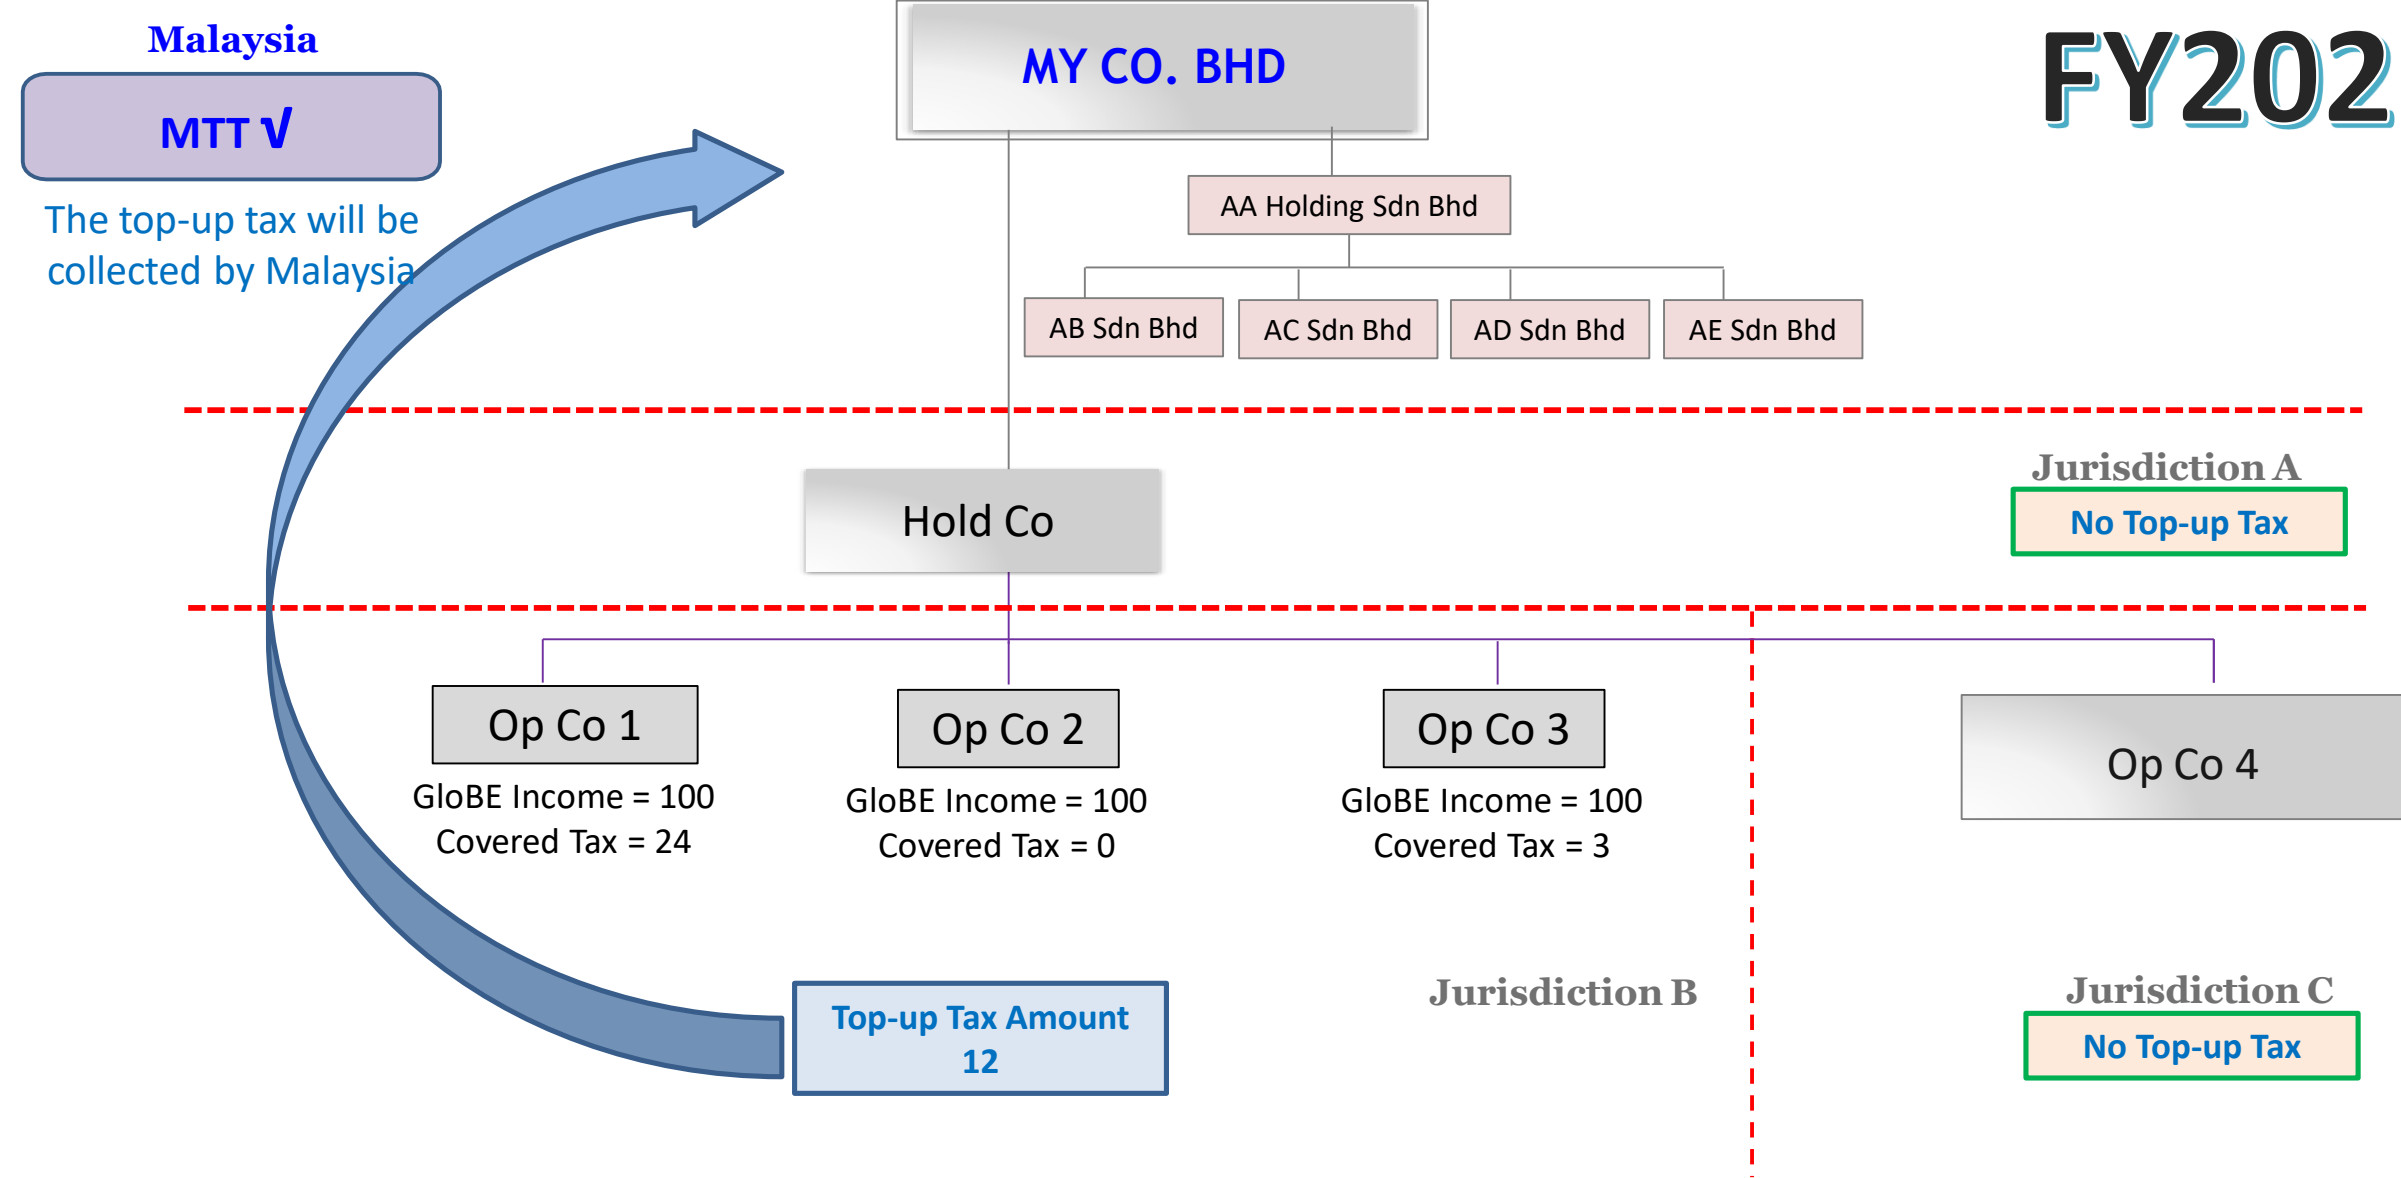 Malaysia
MTT √
The top-up tax will be
collected by Malaysia
MY CO. BHD
FY202
AA Holding Sdn Bhd
AB Sdn Bhd
AC Sdn Bhd
AD Sdn Bhd
AE Sdn Bhd
Hold Co
Jurisdiction A
No Top-up Tax
Op Co 1
GloBE Income = 100
Covered Tax = 24
Op Co 2
GloBE Income = 100
Covered Tax = 0
Op Co 3
GloBE Income = 100
Covered Tax = 3
Op Co 4
Top-up Tax Amount
12
Jurisdiction B
Jurisdiction C
No Top-up Tax